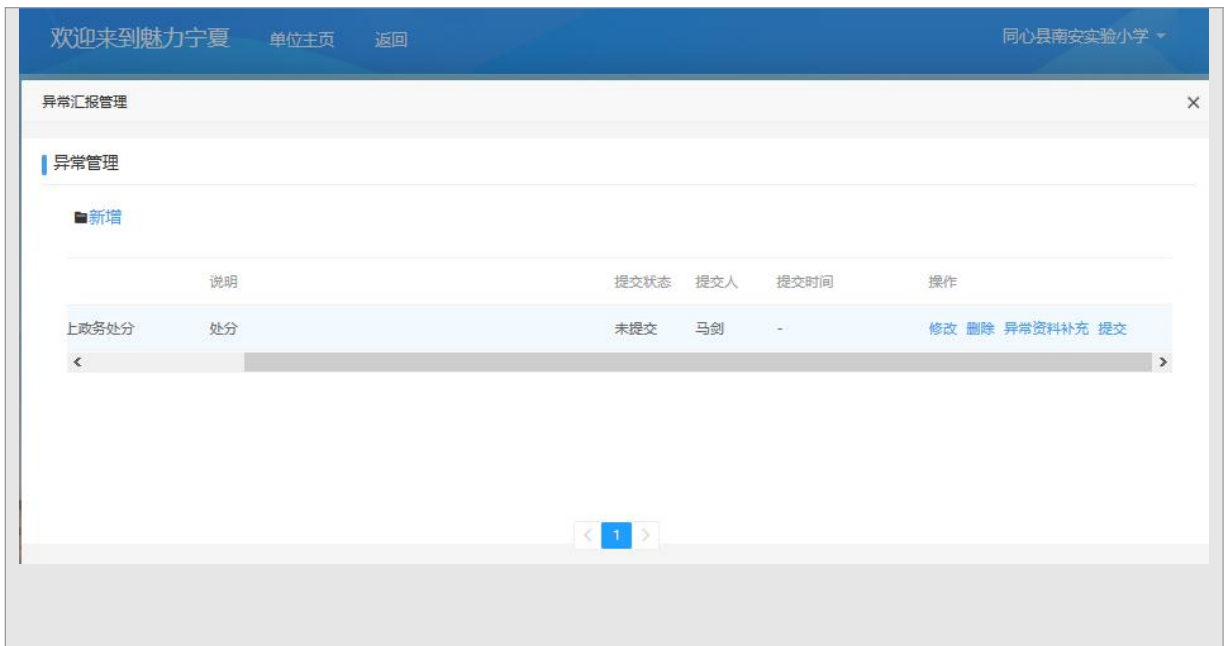 欢迎来到魅力宁夏 单位主页 返回 同心县南安实验小学
异常汇报管理
异常管理
新增
说明 提交状态 提交人 提交时间 操作
上政务处分 处分 未提交 马剑 - 修改 删除 异常资料补充 提交
1